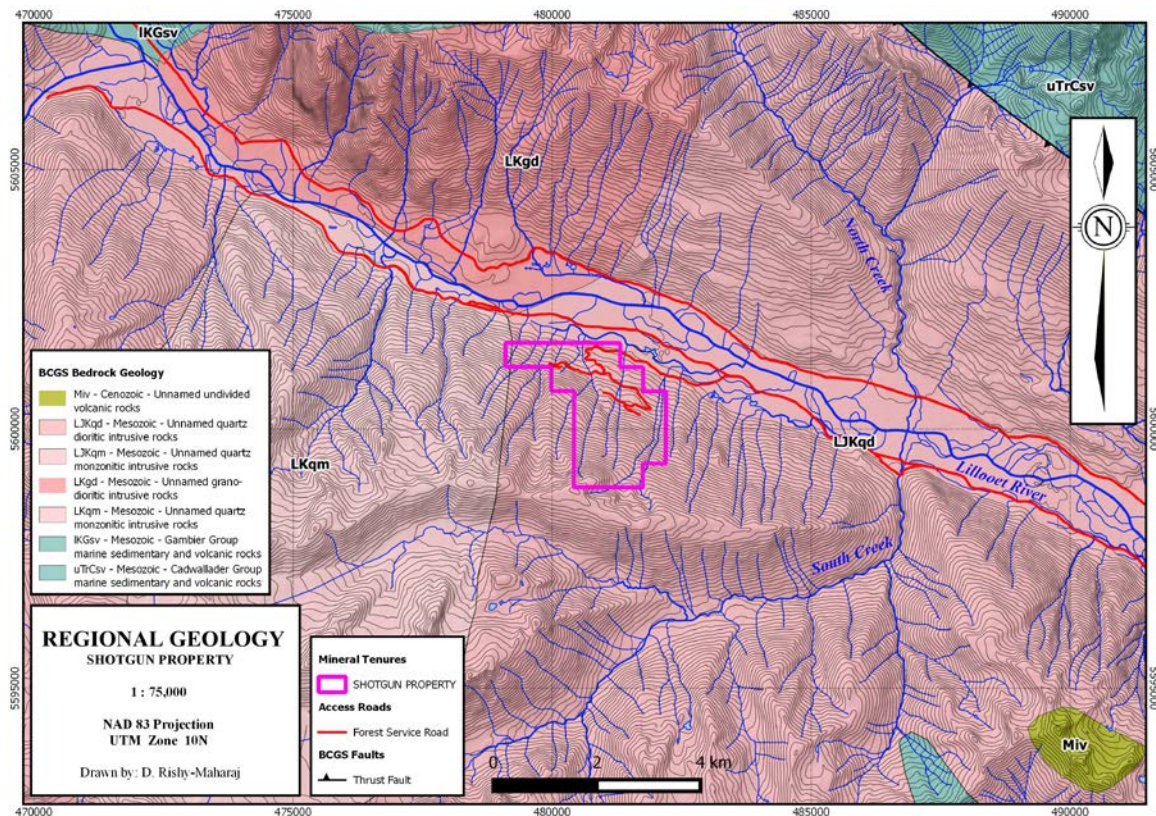 470000
475000
480000
485000
490000
IKGsv
uTrCsv
LKgd
5605000
5605000
North Creek
N
BCGS Bedrock Geology
Miv - Cenozoic - Unnamed undivided
volcanic rocks
LJKqd - Mesozoic - Unnamed quartz
dioritic intrusive rocks
LJKqm - Mesozoic - Unnamed quartz
monzonitic intrusive rocks
LKgd - Mesozoic - Unnamed grano-
dioritic intrusive rocks
LKqm - Mesozoic - Unnamed quartz
monzonitic intrusive rocks
IKGsv - Mesozoic - Gambier Group
marine sedimentary and volcanic rocks
uTrCsv - Mesozoic - Cadwallader Group
marine sedimentary and volcanic rocks
5600000
5600000
LKqm
LJKqd
Lillooet River
South Creek
REGIONAL GEOLOGY
SHOTGUN PROPERTY
1 : 75,000
NAD 83 Projection
UTM Zone 10N
Drawn by: D. Rishy-Maharaj
Mineral Tenures
SHOTGUN PROPERTY
Access Roads
Forest Service Road
BCGS Faults
Thrust Fault
5595000
5595000
Miv
0
2
4 km
470000
475000
480000
485000
490000